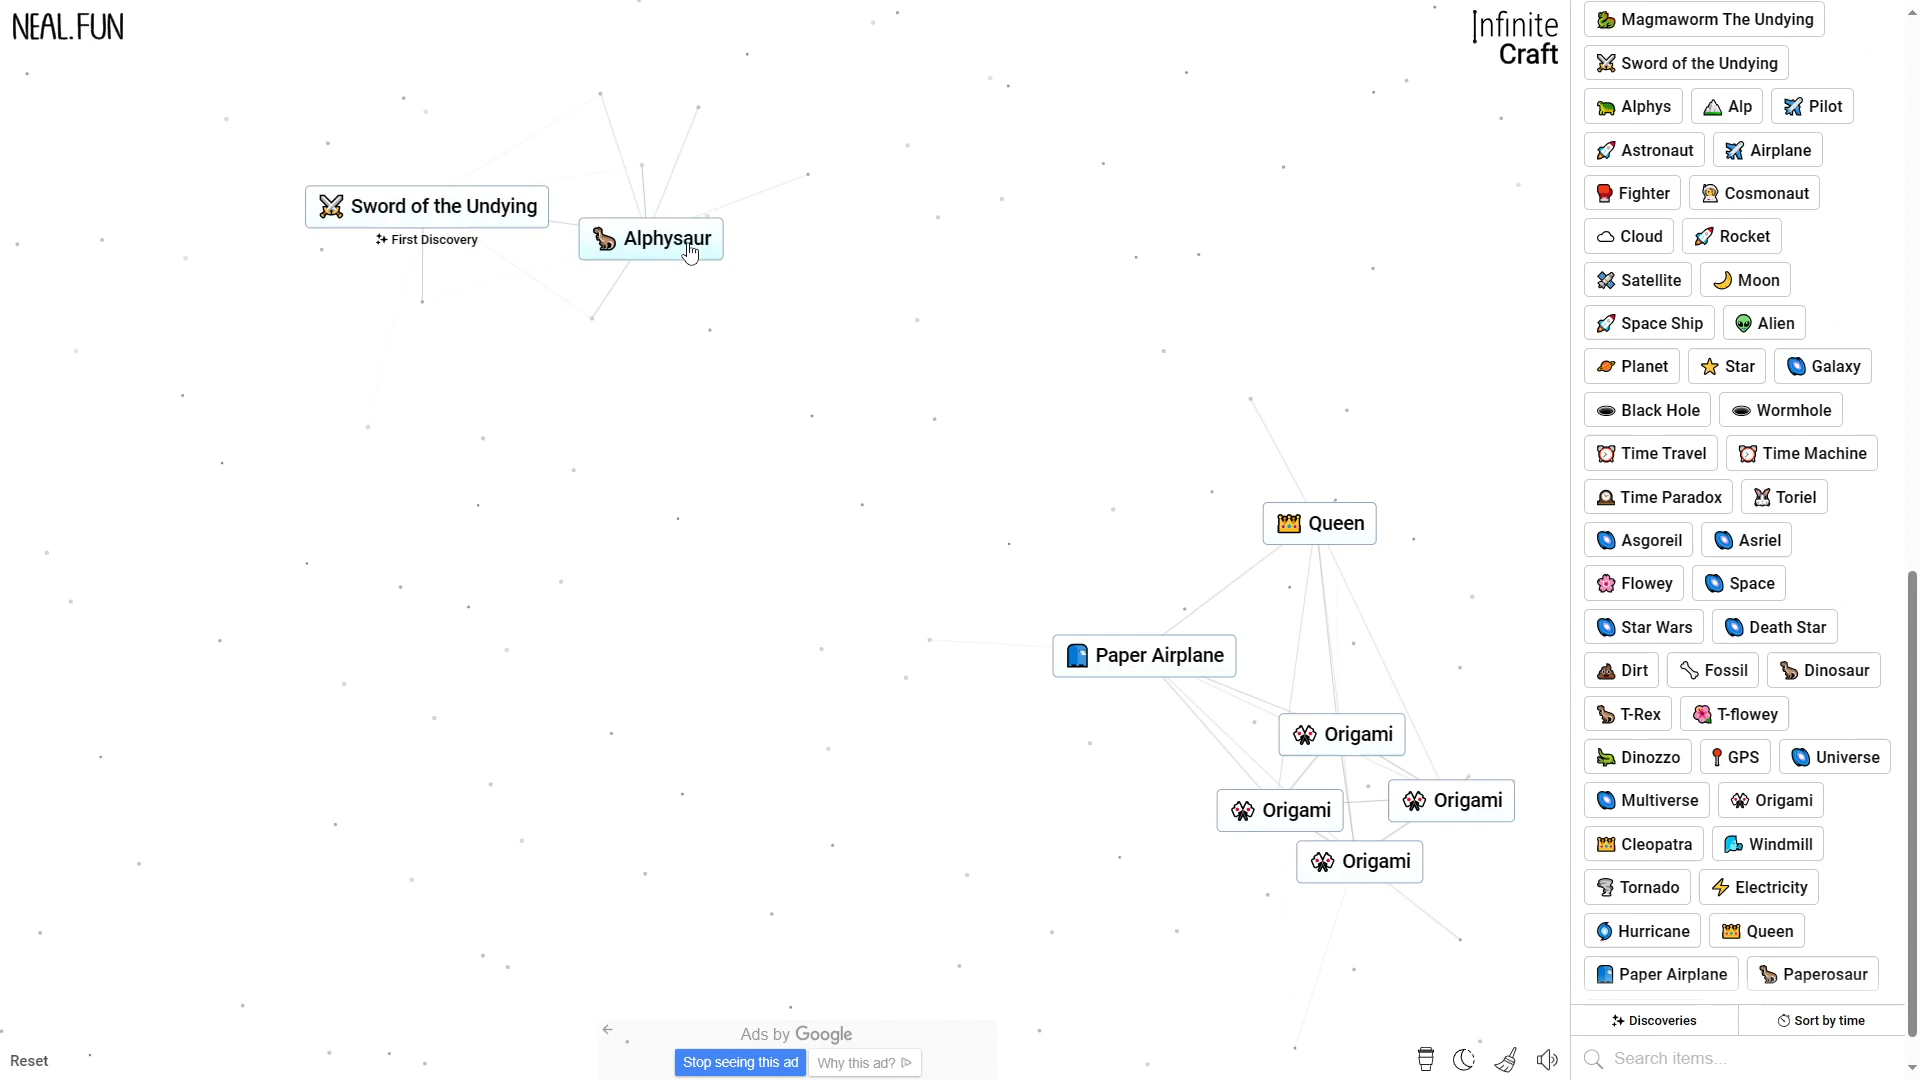 NEAL.FUN
Infinite
Craft
Sword of the Undying
First Discovery
Alphysaur
Queen
Paper Airplane
Origami
Origami
Origami
Origami
Magmaworm The Undying
Sword of the Undying
Alphys Alp Pilot
Astronaut Airplane
Fighter Cosmonaut
Cloud Rocket
Satellite Moon
Space Ship Alien
Planet Star Galaxy
Black Hole Wormhole
Time Travel Time Machine
Time Paradox Toriel
Asgoreil Asriel
Flowey Space
Star Wars Death Star
Dirt Fossil Dinosaur
T-Rex T-flowey
Dinozzo GPS Universe
Multiverse Origami
Cleopatra Windmill
Tornado Electricity
Hurricane Queen
Paper Airplane Paperosaur
Discoveries Sort by time
Search items...
Ads by Google
Stop seeing this ad Why this ad?
Reset